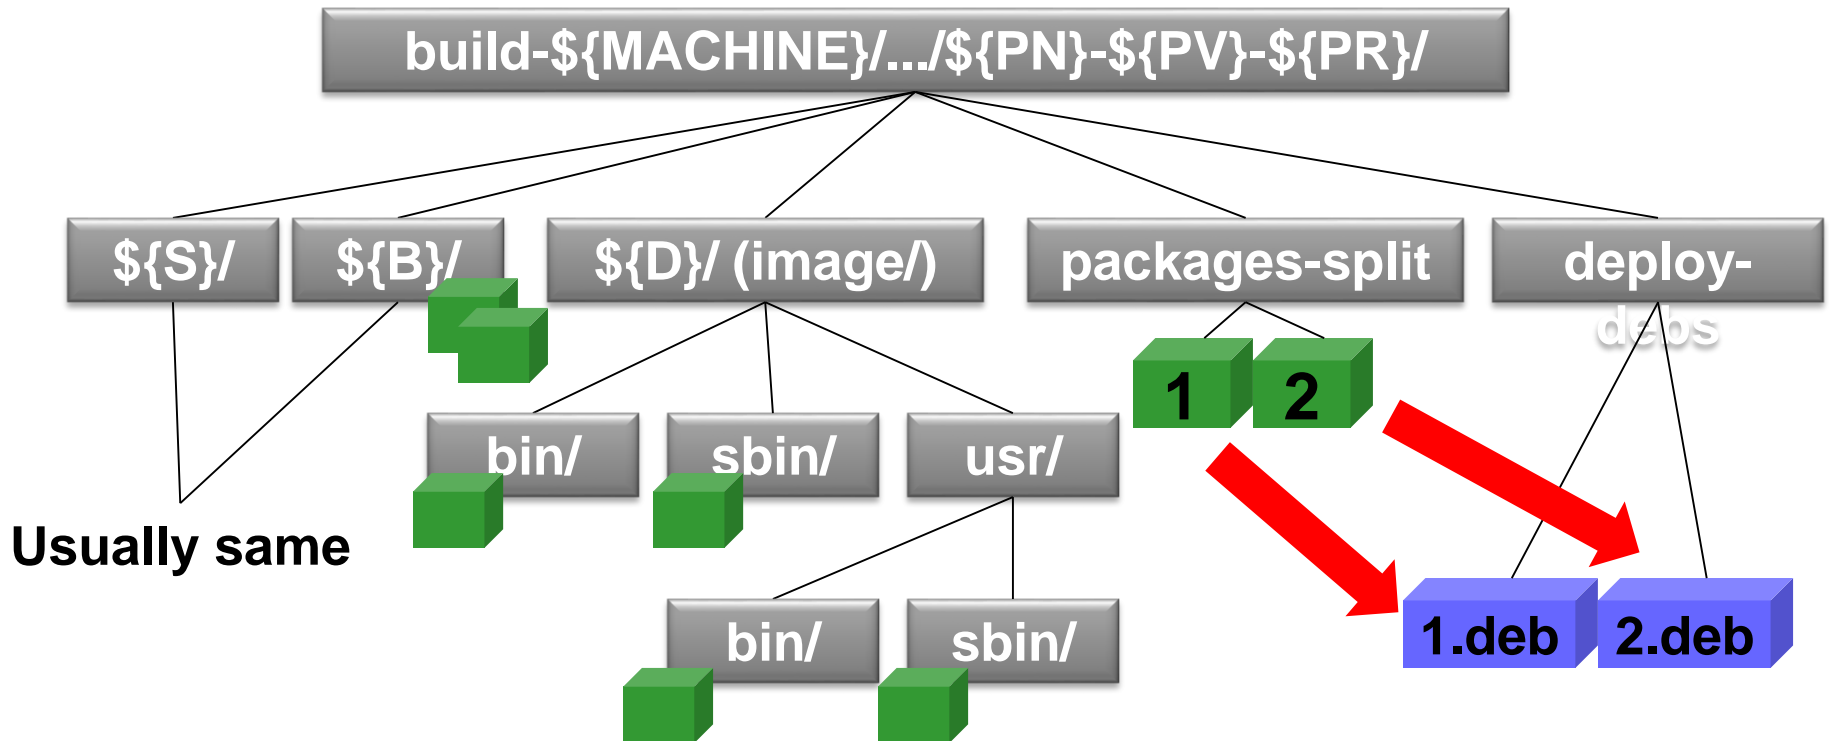 build-${MACHINE}/.../${PN}-${PV}-${PR}/
${S}/
${B}/
${D}/ (image/)
packages-split
deploy-
debs
1
2
bin/
sbin/
usr/
Usually same
bin/
sbin/
1.deb
2.deb